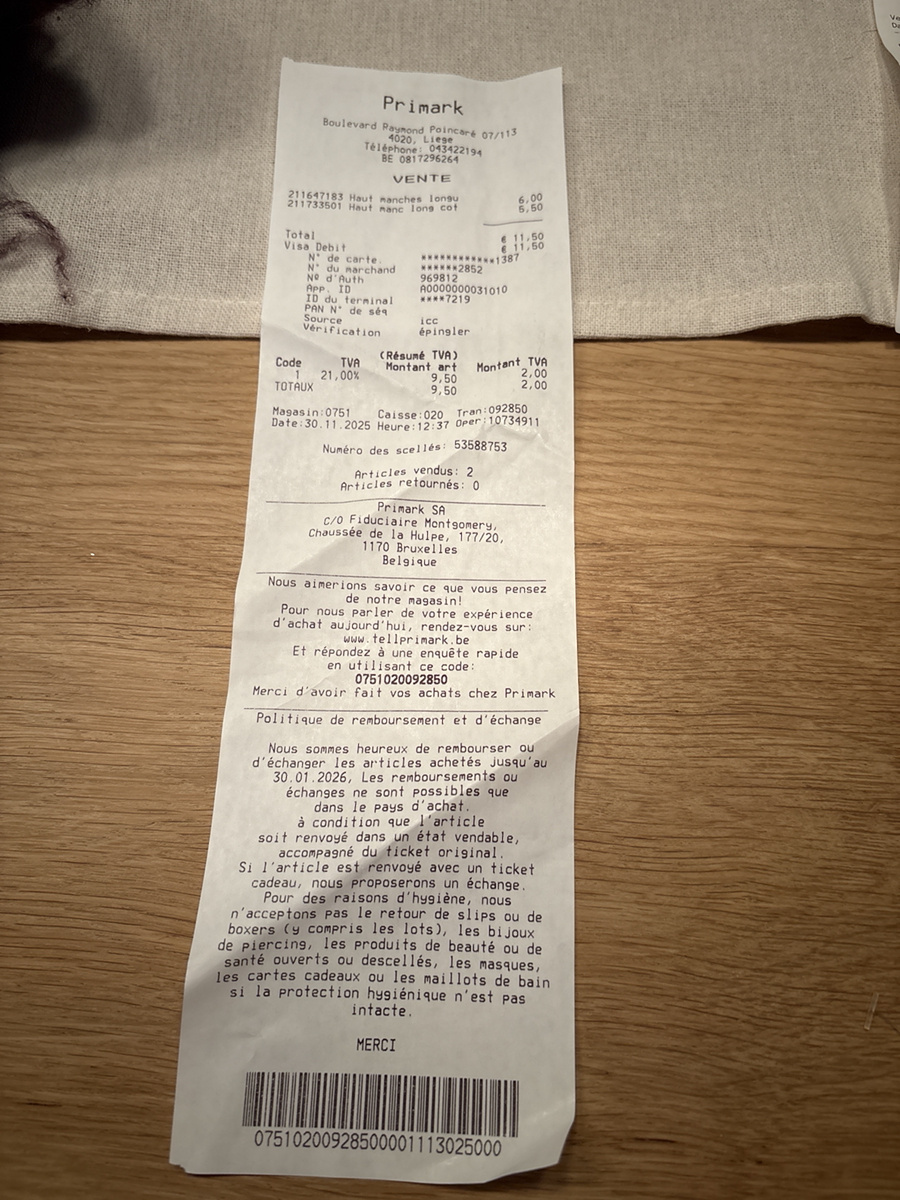 Primark
Boulevard Raymond Poincaré 07/113
4020, Liege
Téléphone: 043422194
BE 0817296264
VENTE
211647183 Haut manches longu 6,00
211733501 Haut manc long cot 5,50
Total € 11,50
Visa Debit € 11,50
N° de carte. ************1387
N° du marchand ******2852
Nº d'Auth 969812
App. ID A0000000031010
ID du terminal ****7219
PAN N° de séq
Source icc
Vérification épingler
(Résumé TVA)
Code TVA Montant art Montant TVA
1 21,00% 9,50 2,00
TOTAUX 9,50 2,00
Magasin:0751 Caisse:020 Tran:092850
Date:30.11.2025 Heure:12:37 Oper:10734911
Numéro des scellés: 53588753
Articles vendus: 2
Articles retournés: 0
Primark SA
C/O Fiduciaire Montgomery,
Chaussée de la Hulpe, 177/20,
1170 Bruxelles
Belgique
Nous aimerions savoir ce que vous pensez
de notre magasin!
Pour nous parler de votre expérience
d'achat aujourd'hui, rendez-vous sur:
www.tellprimark.be
Et répondez à une enquête rapide
en utilisant ce code:
0751020092850
Merci d'avoir fait vos achats chez Primark
Politique de remboursement et d'échange
Nous sommes heureux de rembourser ou
d'échanger les articles achetés jusqu'au
30.01.2026, Les remboursements ou
échanges ne sont possibles que
dans le pays d'achat.
à condition que l'article
soit renvoyé dans un état vendable,
accompagné du ticket original.
Si l'article est renvoyé avec un ticket
cadeau, nous proposerons un échange.
Pour des raisons d'hygiène, nous
n'acceptons pas le retour de slips ou de
boxers (y compris les lots), les bijoux
de piercing, les produits de beauté ou de
santé ouverts ou descellés, les masques,
les cartes cadeaux ou les maillots de bain
si la protection hygiénique n'est pas
intacte.
MERCI
07510200928500001113025000